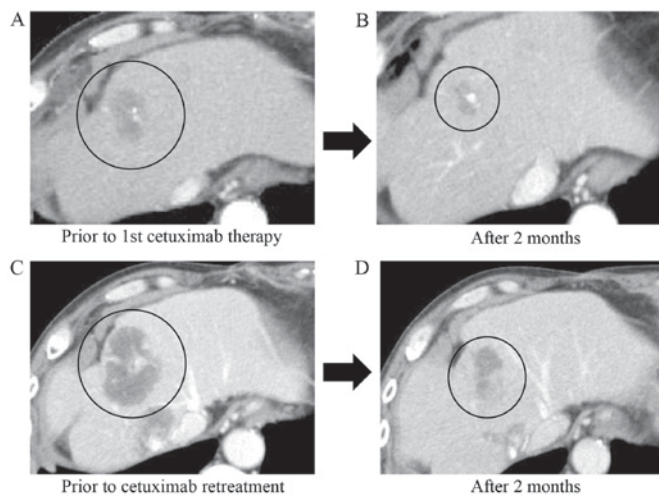 A
B
Prior to 1st cetuximab therapy
After 2 months
C
D
Prior to cetuximab retreatment
After 2 months